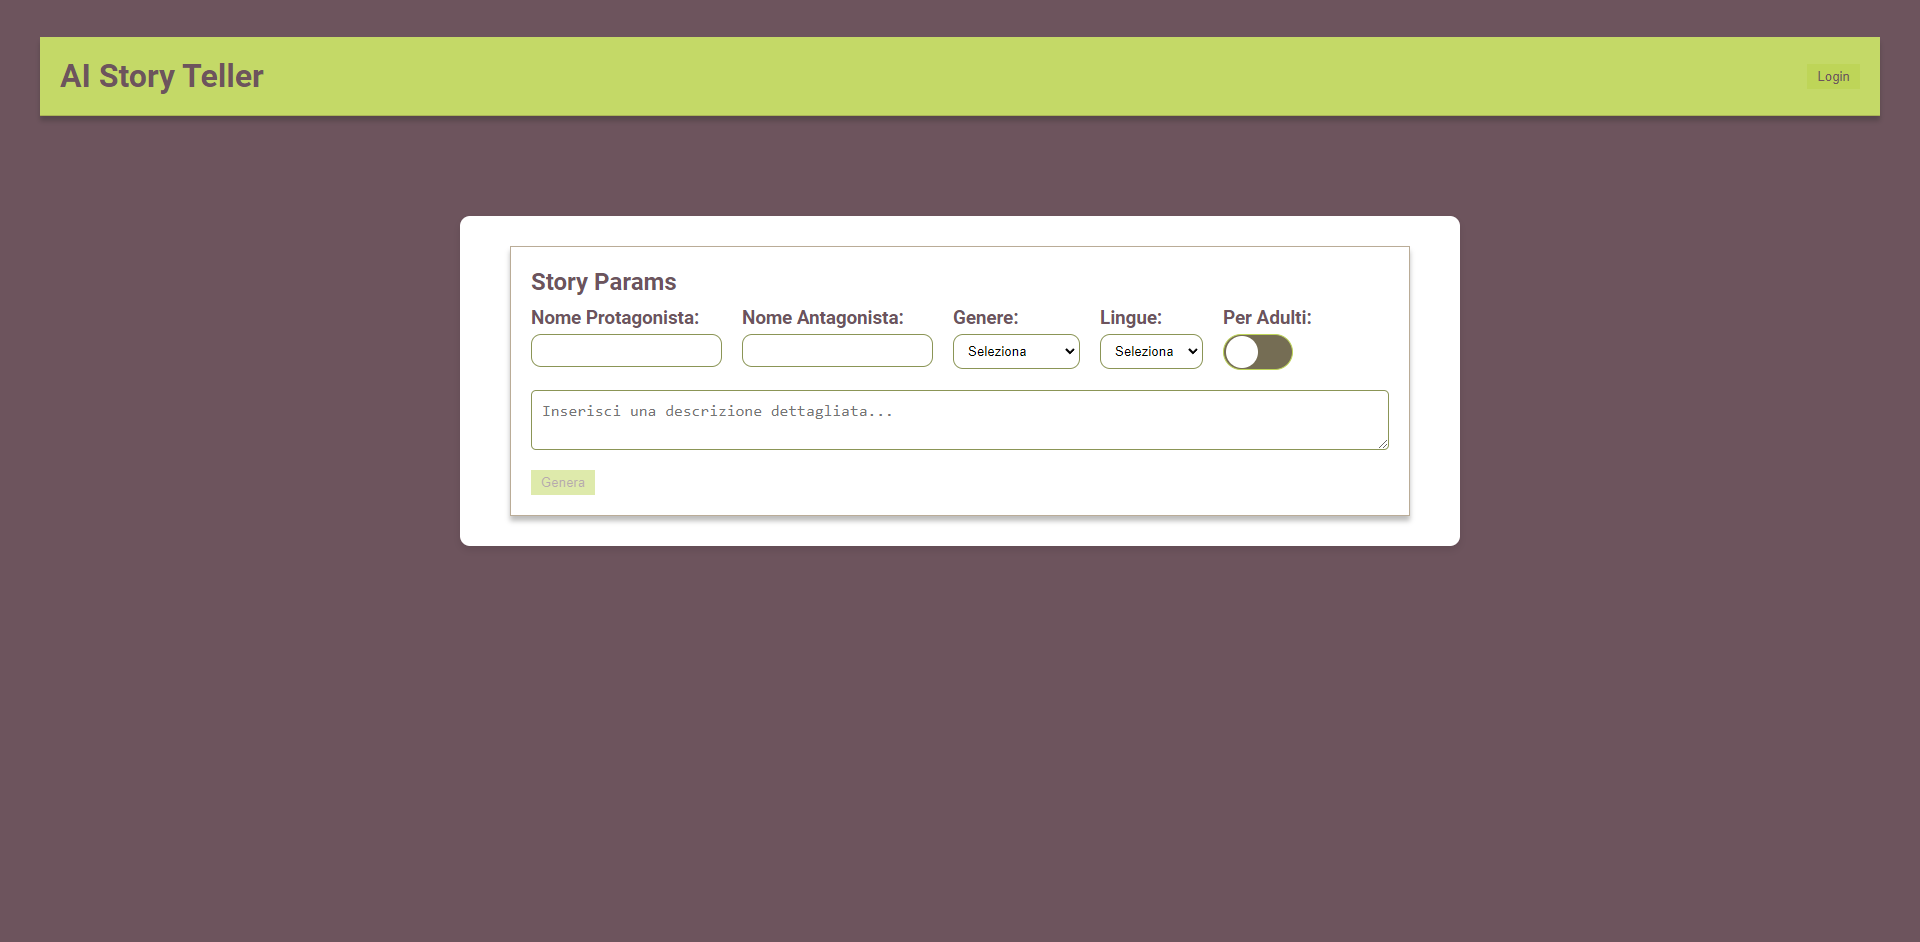 AI Story Teller
Login
Story Params
Nome Protagonista: Nome Antagonista: Genere: Lingue: Per Adulti:
Seleziona Seleziona
Inserisci una descrizione dettagliata...
Genera